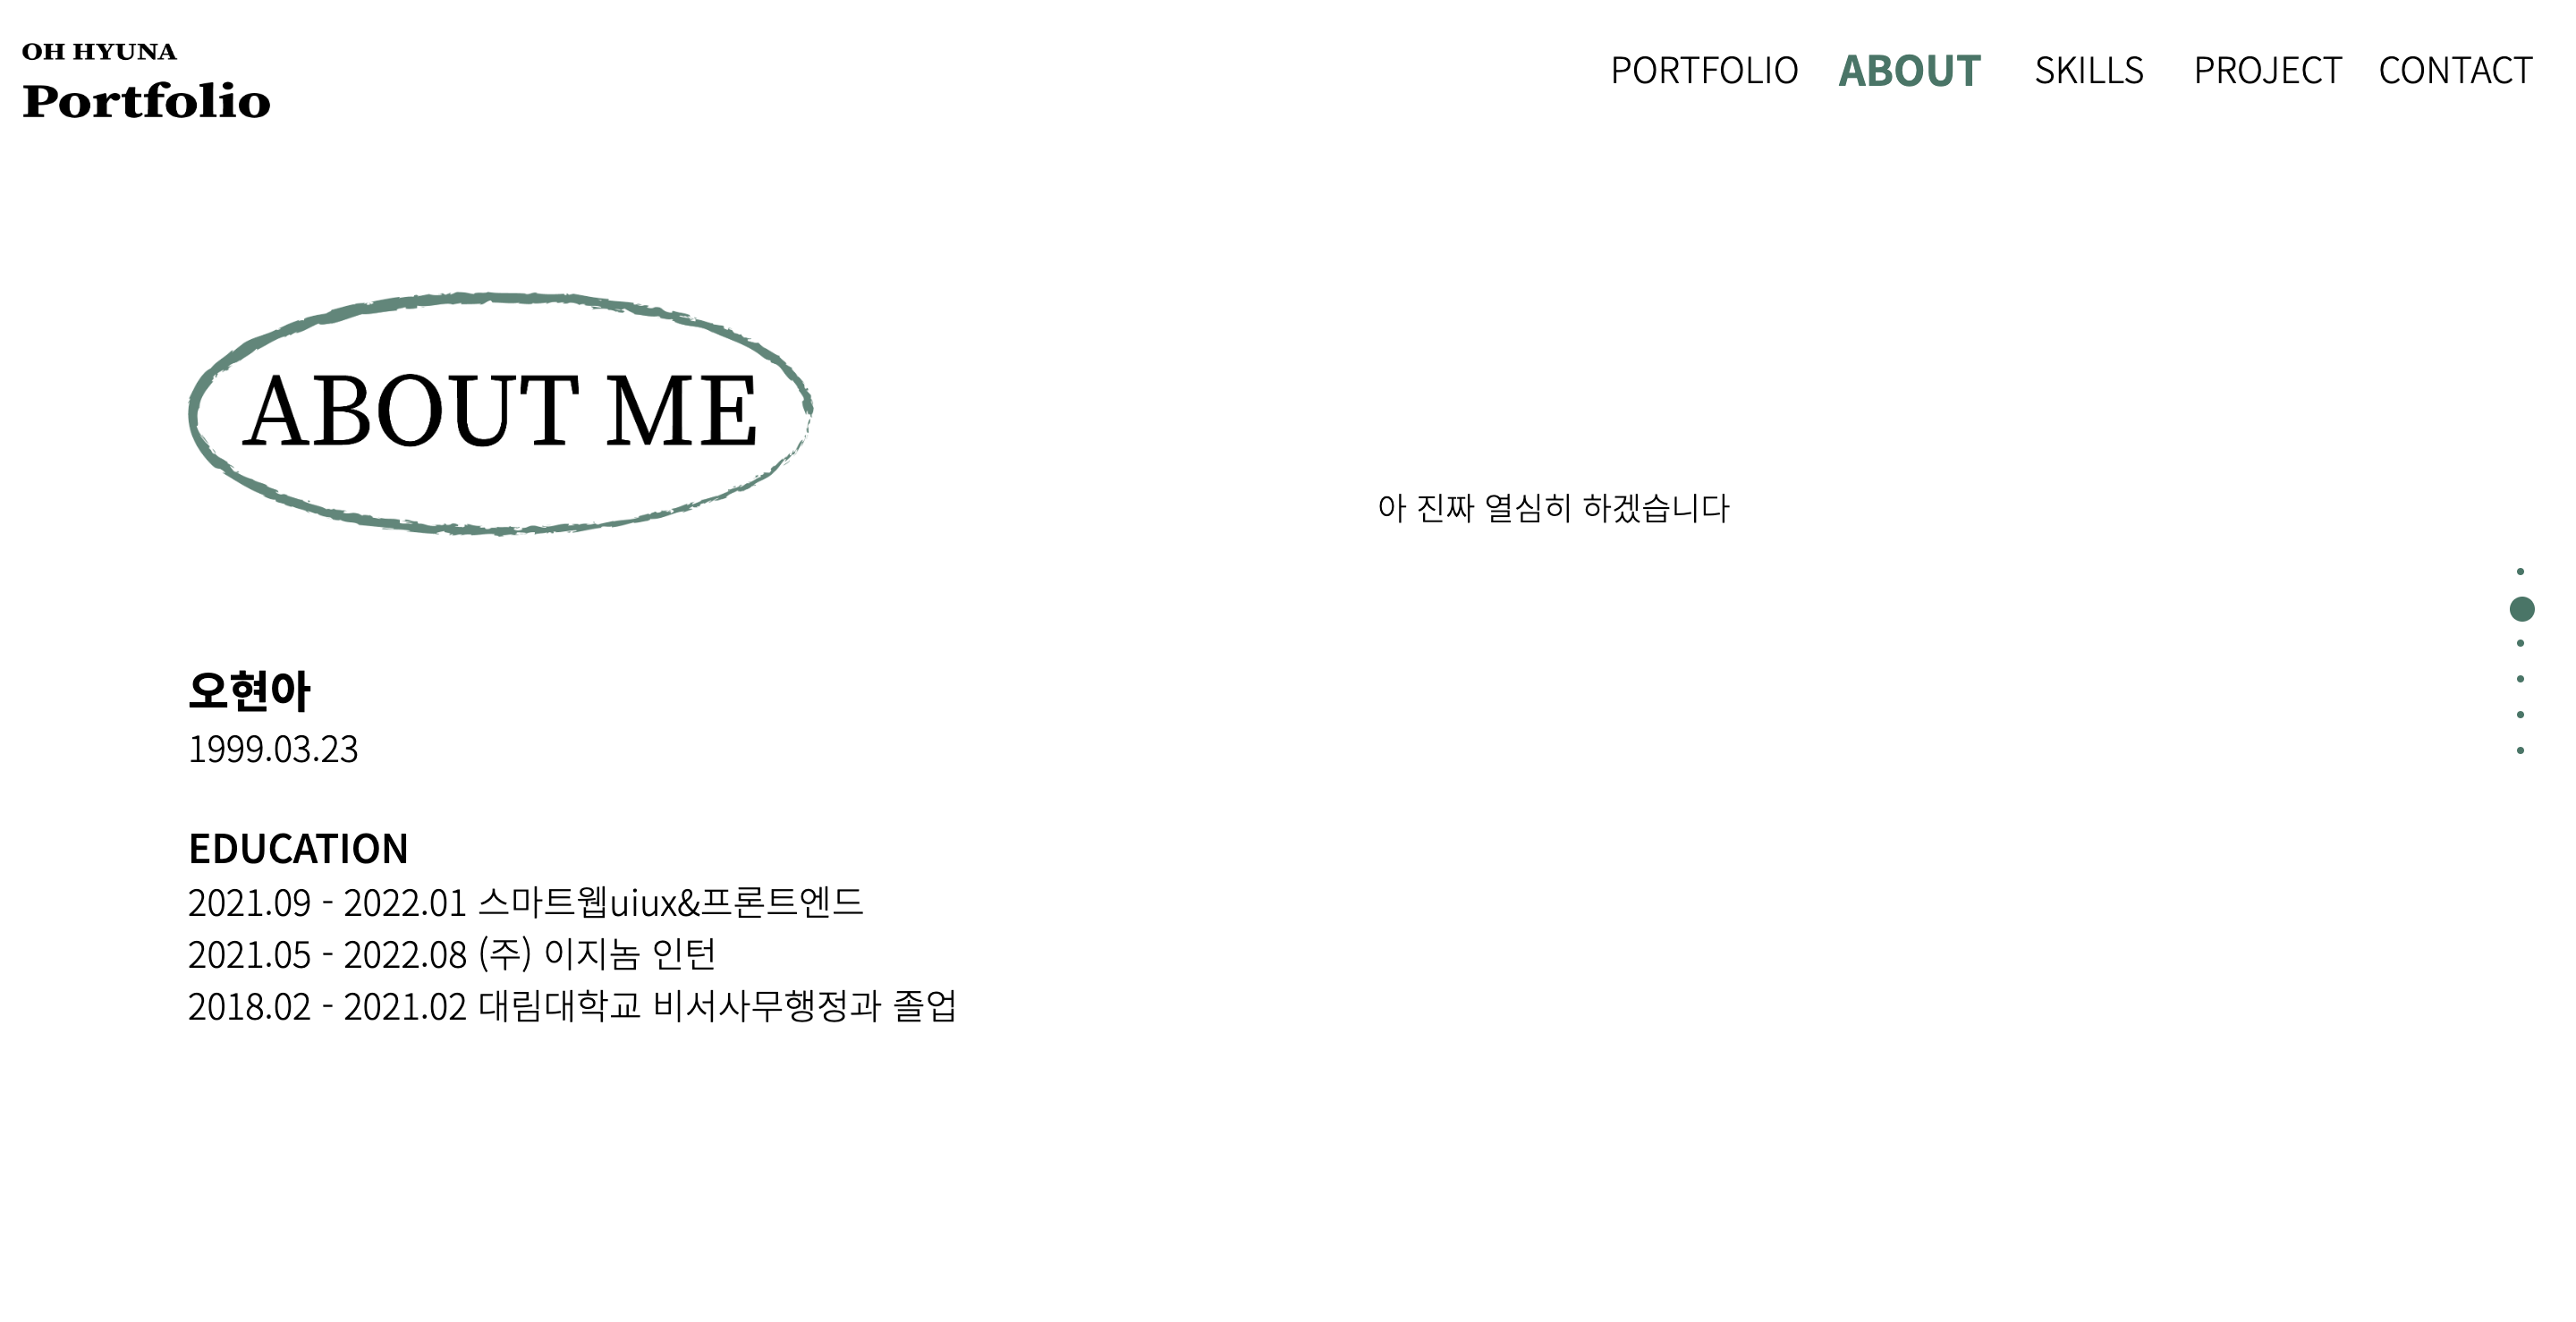 OH HYUNA
Portfolio
PORTFOLIO ABOUT SKILLS PROJECT CONTACT
ABOUT ME
아 진짜 열심히 하겠습니다
오현아
1999.03.23
EDUCATION
2021.09 - 2022.01 스마트웹uiux&프론트엔드
2021.05 - 2022.08 (주) 이지놈 인턴
2018.02 - 2021.02 대림대학교 비서사무행정과 졸업